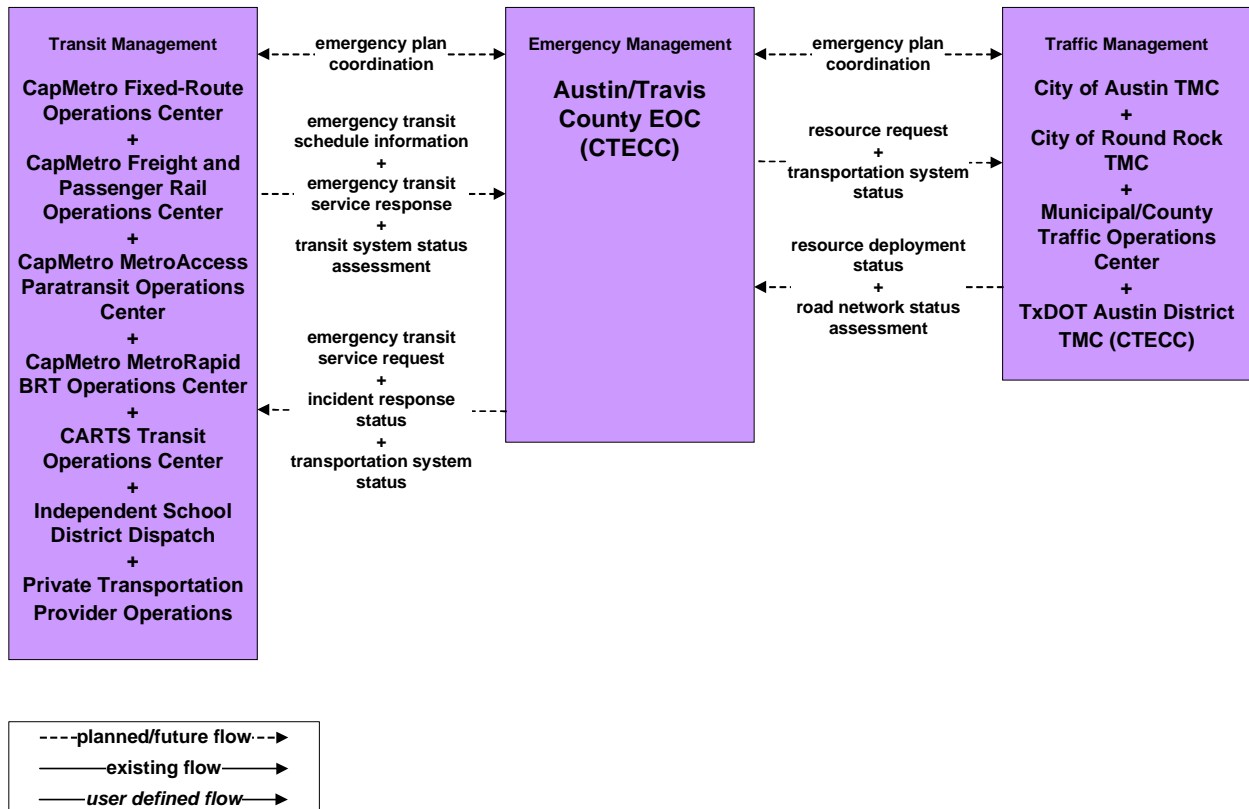 Transit Management
CapMetro Fixed-Route
Operations Center
+
CapMetro Freight and
Passenger Rail
Operations Center
+
CapMetro MetroAccess
Paratransit Operations
Center
+
CapMetro MetroRapid
BRT Operations Center
+
CARTS Transit
Operations Center
+
Independent School
District Dispatch
+
Private Transportation
Provider Operations
emergency plan
coordination
emergency transit
schedule information
+
emergency transit
service response
+
transit system status
assessment
emergency transit
service request
+
incident response
status
+
transportation system
status
Emergency Management
Austin/Travis
County EOC
(CTECC)
emergency plan
coordination
resource request
+
transportation system
status
resource deployment
status
+
road network status
assessment
Traffic Management
City of Austin TMC
+
City of Round Rock
TMC
+
Municipal/County
Traffic Operations
Center
+
TxDOT Austin District
TMC (CTECC)
planned/future flow
existing flow
user defined flow